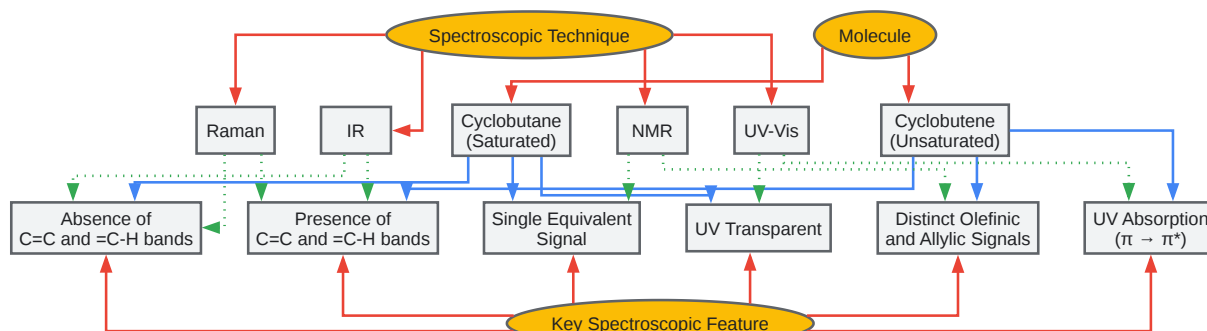 Spectroscopic Technique
Molecule
Raman
IR
Cyclobutane
(Saturated)
NMR
UV-Vis
Cyclobutene
(Unsaturated)
Absence of
C=C and =C-H bands
Presence of
C=C and =C-H bands
Single Equivalent
Signal
UV Transparent
Distinct Olefinic
and Allylic Signals
UV Absorption
(π → π*)
Key Spectroscopic Feature